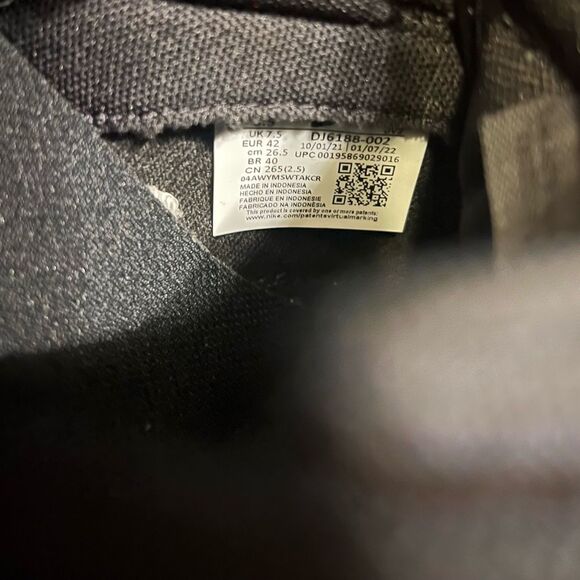 UK 7.5 DJ6188-002
EUR 42 10/01/21 | 01/07/22
cm 26.5 UPC 00195869029016
BR 40
CN 265(2.5)
04AWYMSWTAKCR
MADE IN INDONESIA
HECHO EN INDONESIA
FABRIQUE EN INDONESIE
FABRICADO NA INDONÉSIA
This product is covered by one or more patents:
www.nike.com/patentsvirtualmarking